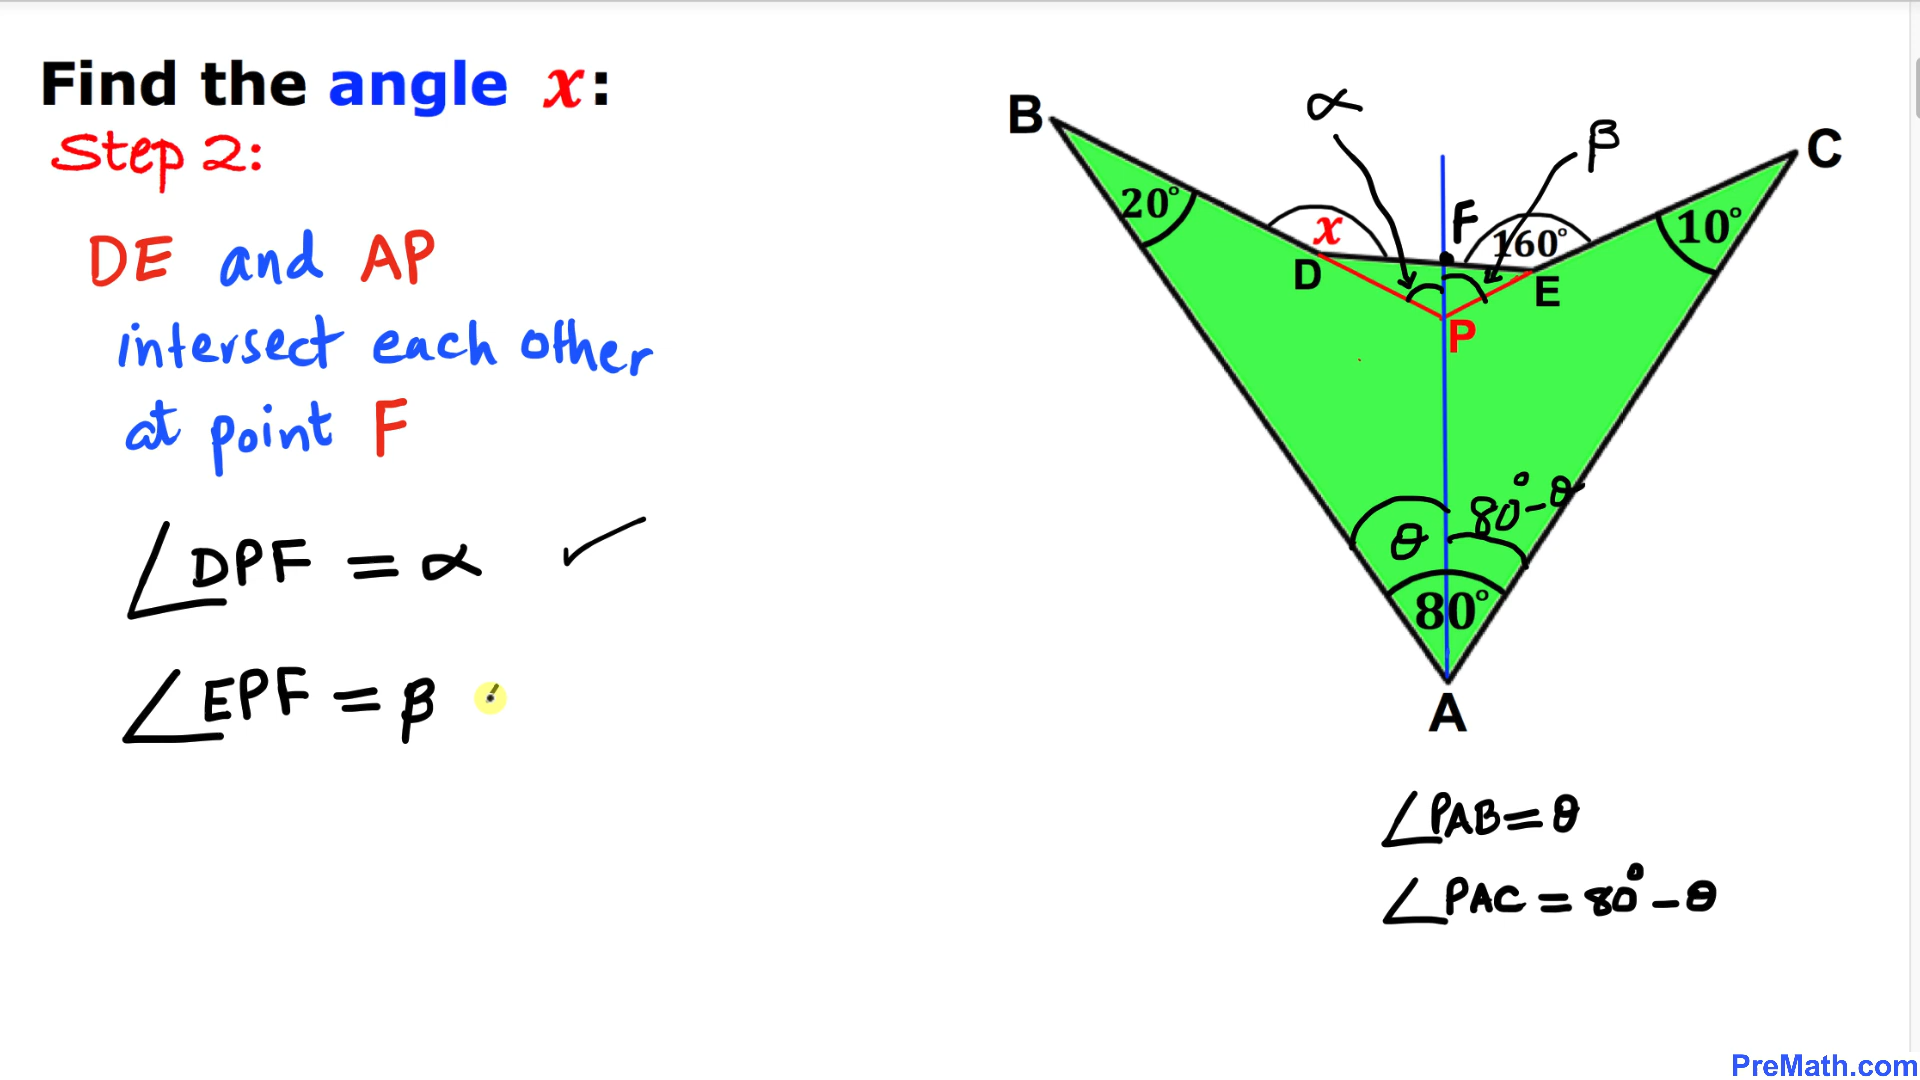 Find the angle x:
Step 2:
DE and AP
intersect each other
at point F
∠DPF = α ✓
∠EPF = β
B
α
β
C
20°
x
F
160°
10°
D
E
P
θ
80° - θ
80°
A
∠PAB = θ
∠PAC = 80° - θ
PreMath.com